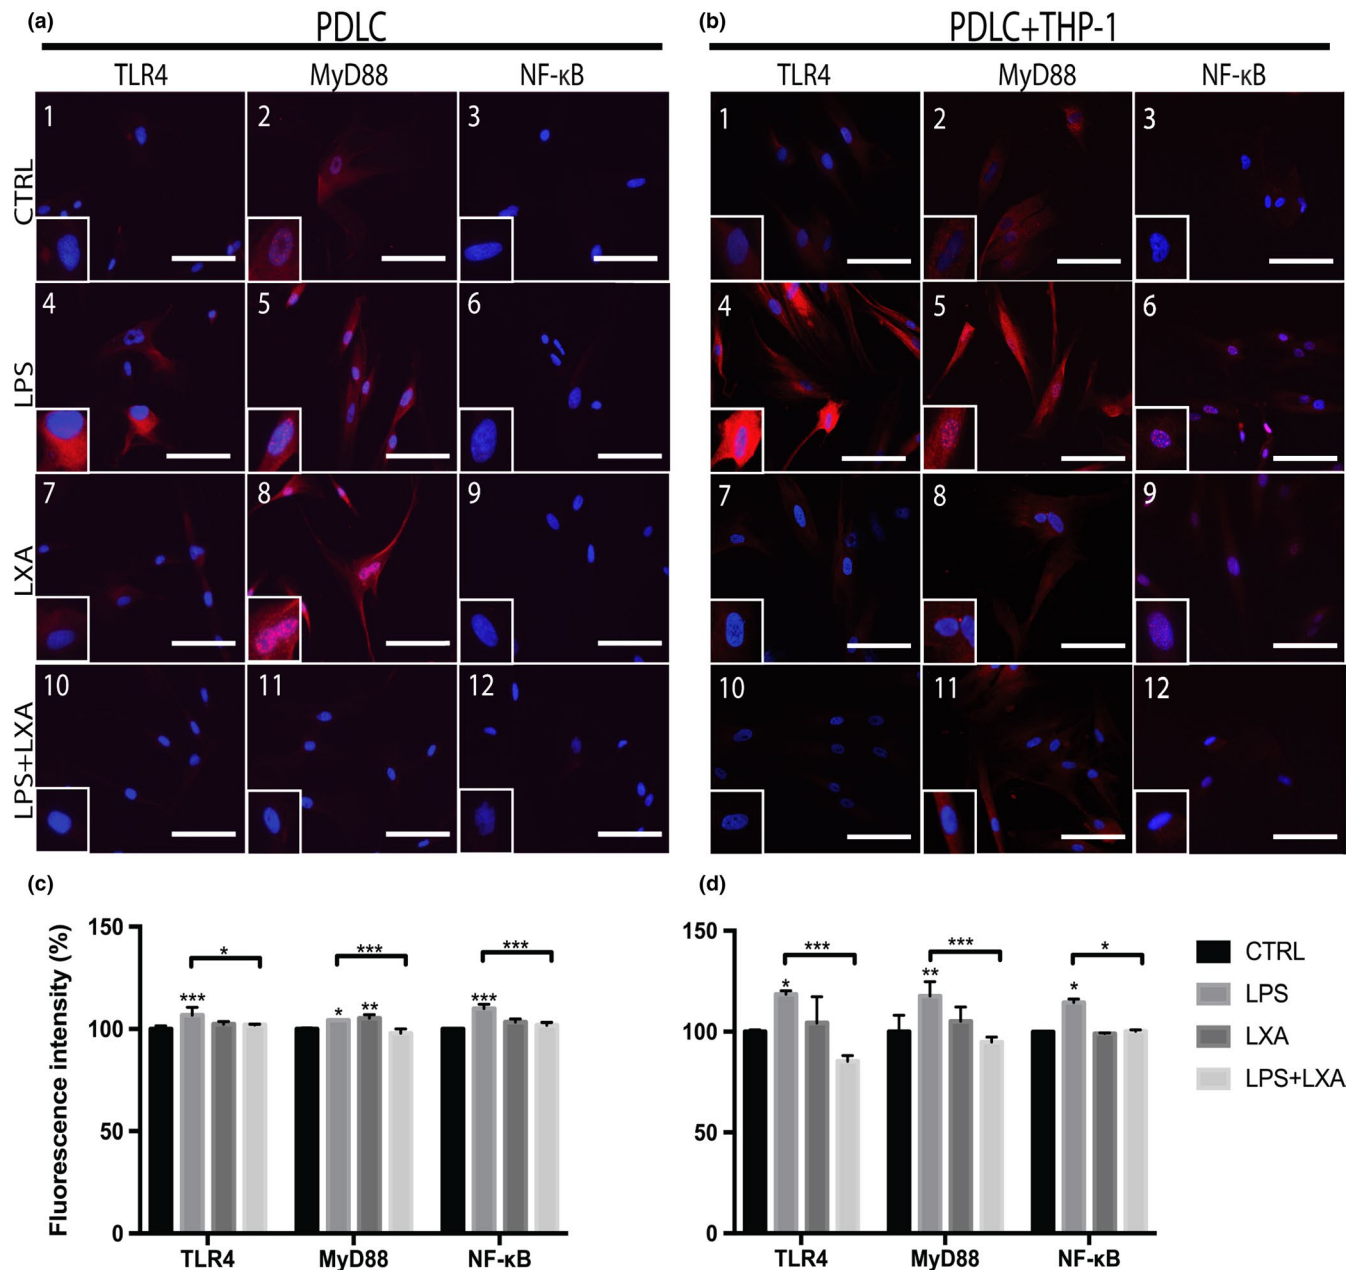 (a) PDLC
TLR4 MyD88 NF-κB
CTRL 1 2 3
LPS 4 5 6
LXA 7 8 9
LPS+LXA 10 11 12
(b) PDLC+THP-1
TLR4 MyD88 NF-κB
1 2 3
4 5 6
7 8 9
10 11 12
(c)
Fluorescence intensity (%)
150
100
50
0
* *** ***
*** * ** ***
TLR4 MyD88 NF-κB
(d)
150
100
50
0
*** *** *
* ** *
TLR4 MyD88 NF-κB
CTRL
LPS
LXA
LPS+LXA